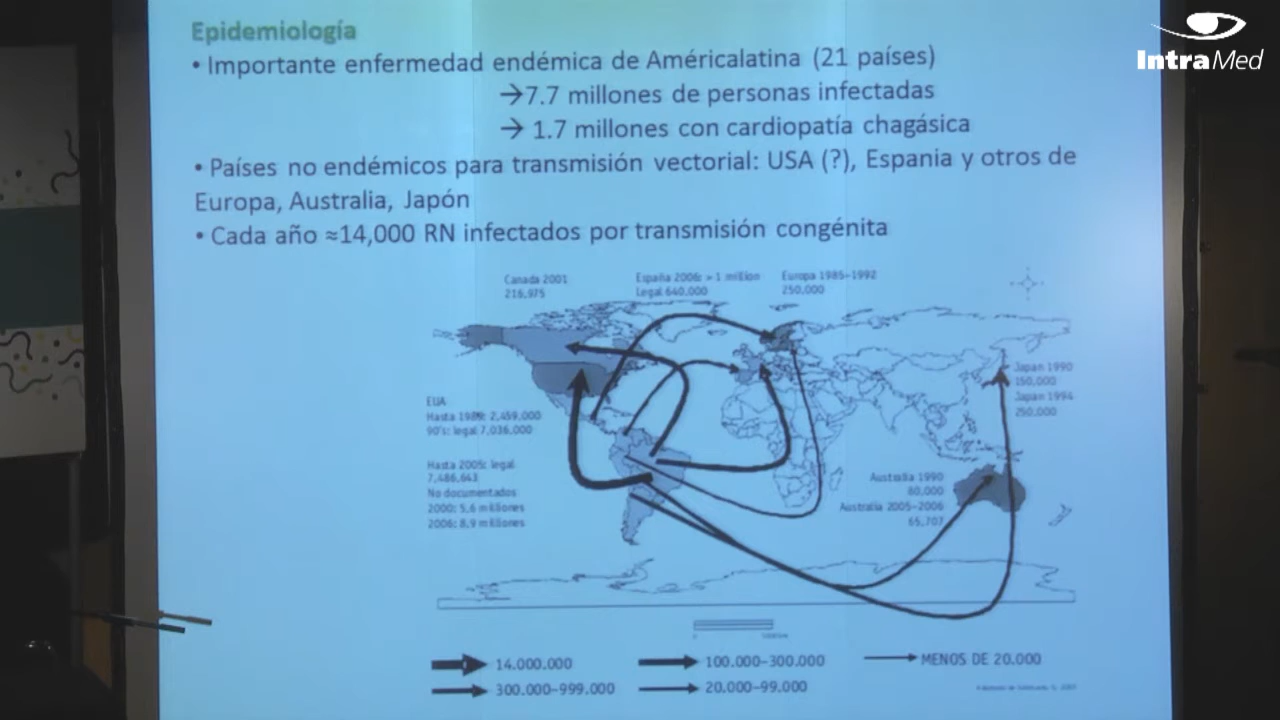 Epidemiología
IntraMed
• Importante enfermedad endémica de Américalatina (21 países)
→7.7 millones de personas infectadas
→ 1.7 millones con cardiopatía chagásica
• Países no endémicos para transmisión vectorial: USA (?), Espania y otros de
Europa, Australia, Japón
• Cada año ≈14,000 RN infectados por transmisión congénita
Canada 2001
216,975
España 2006: > 1 million
Legal 640,000
Europa 1985-1992
250,000
Japan 1990
150,000
Japan 1994
250,000
EUA
Hasta 1989: 2,459,000
90's: legal 7,036,000
Hasta 2005: legal
7,486,643
No documentados
2000: 5,6 millones
2006: 8,9 millones
Australia 1990
80,000
Australia 2005-2006
65,707
14.000.000
100.000-300.000
MENOS DE 20.000
300.000-999.000
20.000-99.000